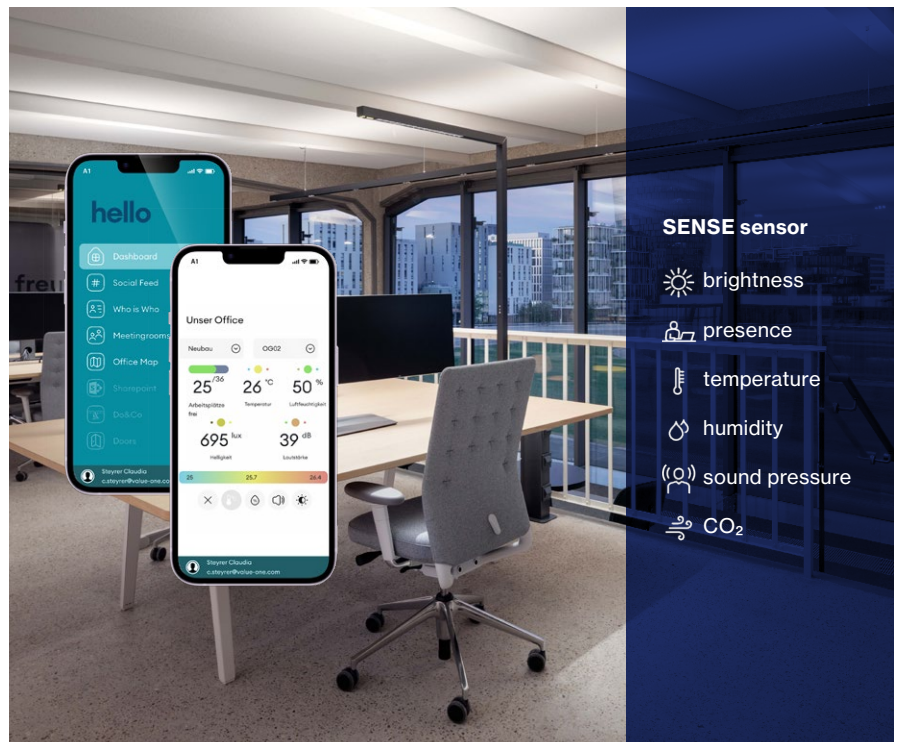 A1
hello
Dashboard
Social Feed
Who is Who
Meetingrooms
Office Map
Sharepoint
Do&Co
Doors
Steyrer Claudia
c.steyrer@value-one.co
freu
A1
Unser Office
Neubau
OG02
25/36
26 °C
50 %
Arbeitsplätze frei
Temperatur
Luftfeuchtigkeit
695 lux
39 dB
Helligkeit
Lautstärke
25 25.7 26.4
Steyrer Claudia
c.steyrer@value-one.com
SENSE sensor
brightness
presence
temperature
humidity
sound pressure
CO₂